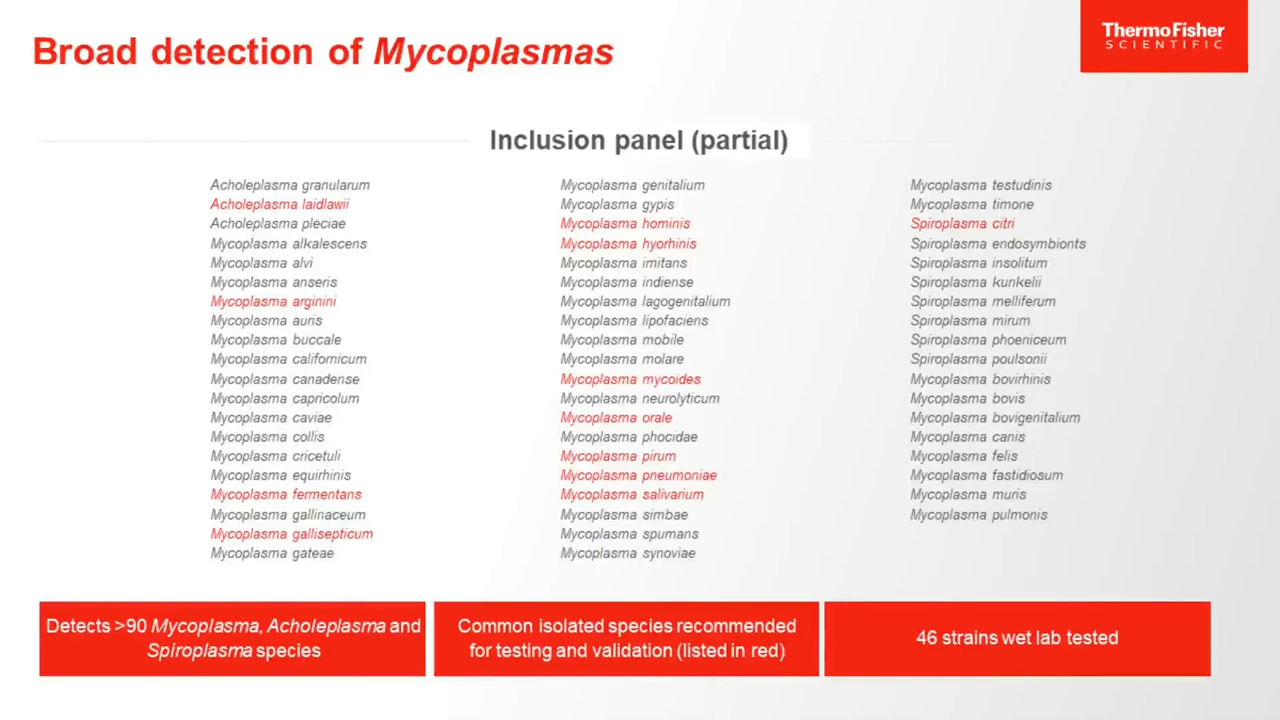 Broad detection of Mycoplasmas
ThermoFisher
SCIENTIFIC
Inclusion panel (partial)
Acholeplasma granularum
Acholeplasma laidlawii
Acholeplasma pleciae
Mycoplasma alkalescens
Mycoplasma alvi
Mycoplasma anseris
Mycoplasma arginini
Mycoplasma auris
Mycoplasma buccale
Mycoplasma californicum
Mycoplasma canadense
Mycoplasma capricolum
Mycoplasma caviae
Mycoplasma collis
Mycoplasma cricetuli
Mycoplasma equirhinis
Mycoplasma fermentans
Mycoplasma gallinaceum
Mycoplasma gallisepticum
Mycoplasma gateae
Mycoplasma genitalium
Mycoplasma gypis
Mycoplasma hominis
Mycoplasma hyorhinis
Mycoplasma imitans
Mycoplasma indiense
Mycoplasma lagogenitalium
Mycoplasma lipofaciens
Mycoplasma mobile
Mycoplasma molare
Mycoplasma mycoides
Mycoplasma neurolyticum
Mycoplasma orale
Mycoplasma phocidae
Mycoplasma pirum
Mycoplasma pneumoniae
Mycoplasma salivarium
Mycoplasma simbae
Mycoplasma spumans
Mycoplasma synoviae
Mycoplasma testudinis
Mycoplasma timone
Spiroplasma citri
Spiroplasma endosymbionts
Spiroplasma insolitum
Spiroplasma kunkelii
Spiroplasma melliferum
Spiroplasma mirum
Spiroplasma phoeniceum
Spiroplasma poulsonii
Mycoplasma bovirhinis
Mycoplasma bovis
Mycoplasma bovigenitalium
Mycoplasma canis
Mycoplasma felis
Mycoplasma fastidiosum
Mycoplasma muris
Mycoplasma pulmonis
Detects >90 Mycoplasma, Acholeplasma and
Spiroplasma species
Common isolated species recommended
for testing and validation (listed in red)
46 strains wet lab tested